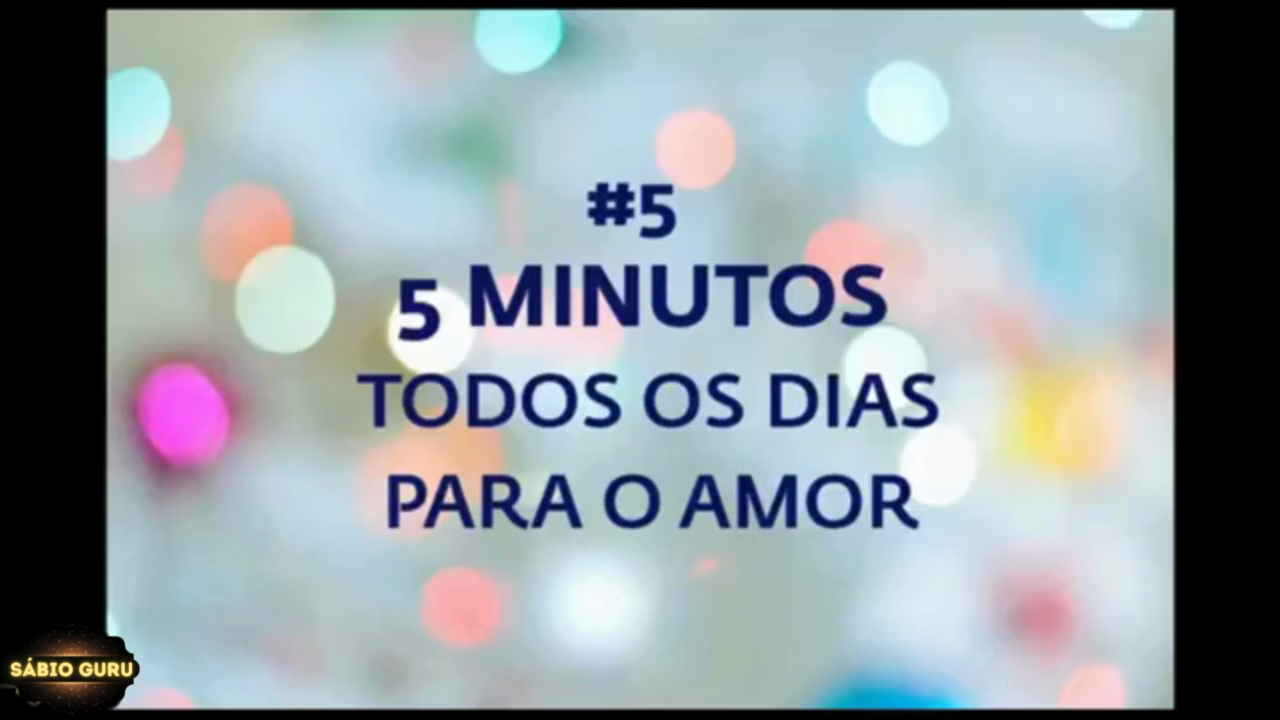 #5
5 MINUTOS
TODOS OS DIAS
PARA O AMOR
SÁBIO GURU